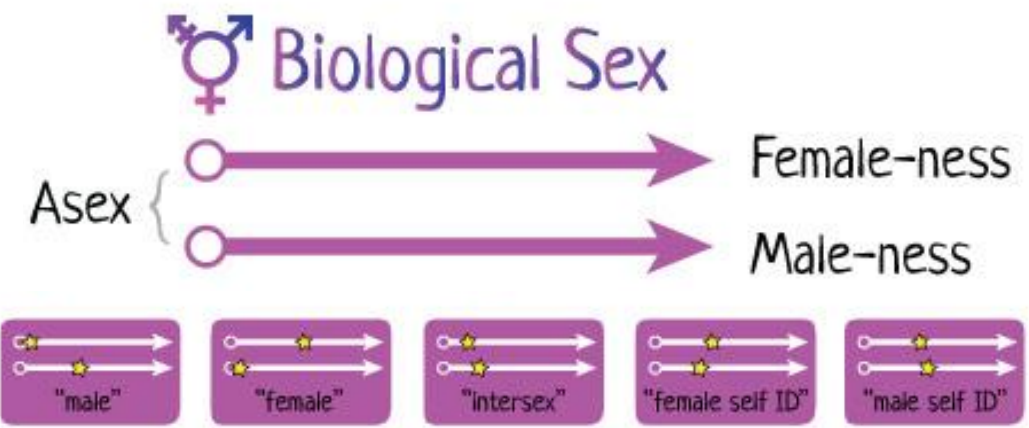 Biological Sex
Female-ness
Asex
Male-ness
"male"
"female"
"intersex"
"female self ID"
"male self ID"